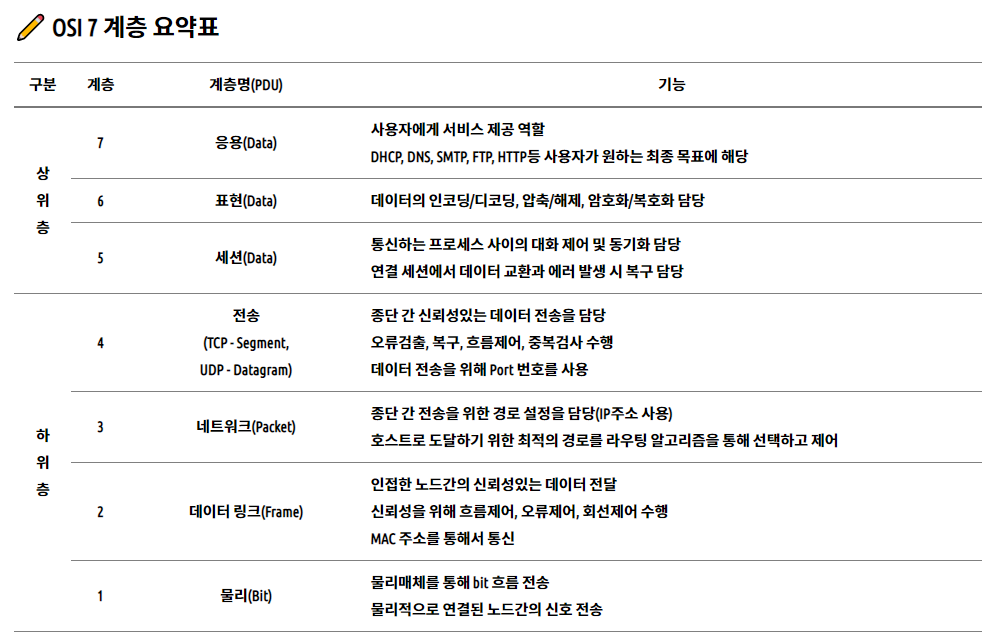 OSI 7 계층 요약표
구분 계층 계층명(PDU) 기능
상위층
7 응용(Data) 사용자에게 서비스 제공 역할
DHCP, DNS, SMTP, FTP, HTTP등 사용자가 원하는 최종 목표에 해당
6 표현(Data) 데이터의 인코딩/디코딩, 압축/해제, 암호화/복호화 담당
5 세션(Data) 통신하는 프로세스 사이의 대화 제어 및 동기화 담당
연결 세션에서 데이터 교환과 에러 발생 시 복구 담당
하위층
4 전송 (TCP - Segment, UDP - Datagram) 종단 간 신뢰성있는 데이터 전송을 담당
오류검출, 복구, 흐름제어, 중복검사 수행
데이터 전송을 위해 Port 번호를 사용
3 네트워크(Packet) 종단 간 전송을 위한 경로 설정을 담당(IP주소 사용)
호스트로 도달하기 위한 최적의 경로를 라우팅 알고리즘을 통해 선택하고 제어
2 데이터 링크(Frame) 인접한 노드간의 신뢰성있는 데이터 전달
신뢰성을 위해 흐름제어, 오류제어, 회선제어 수행
MAC 주소를 통해서 통신
1 물리(Bit) 물리매체를 통해 bit 흐름 전송
물리적으로 연결된 노드간의 신호 전송